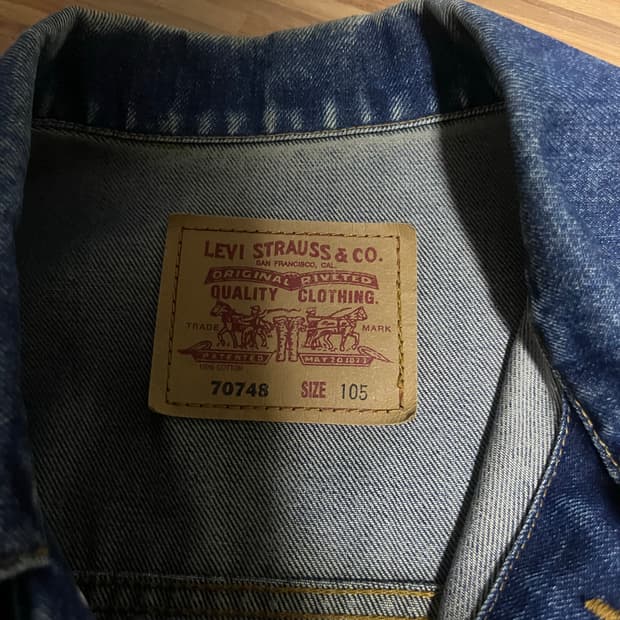 LEVI STRAUSS & CO.
SAN FRANCISCO, CAL.
ORIGINAL RIVETED
QUALITY CLOTHING.
TRADE MARK
PATENTED MAY 20 1873
100% COTTON
70748 SIZE 105